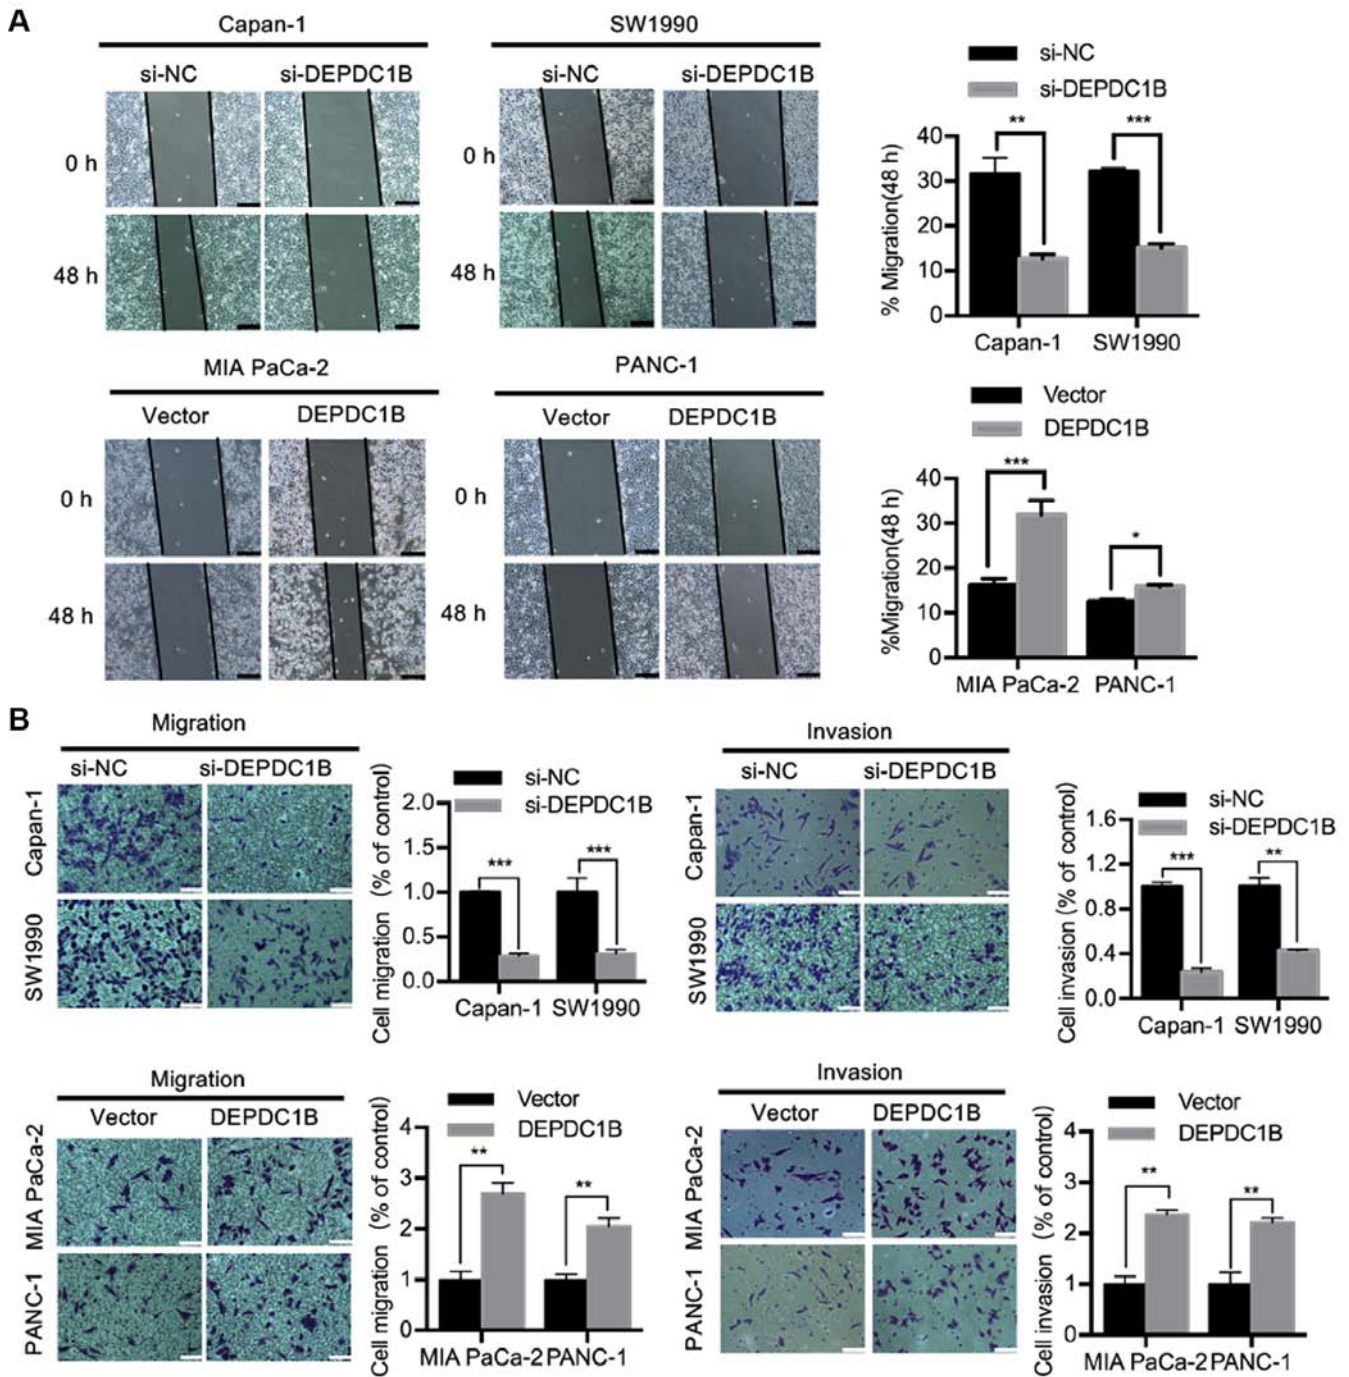 A
Capan-1
SW1990
si-NC si-DEPDC1B
si-NC si-DEPDC1B
0 h
48 h
0 h
48 h
si-NC
si-DEPDC1B
% Migration(48 h)
40
30
20
10
0
** ***
Capan-1 SW1990
MIA PaCa-2
PANC-1
Vector DEPDC1B
Vector DEPDC1B
0 h
48 h
0 h
48 h
Vector
DEPDC1B
%Migration(48 h)
40
30
20
10
0
*** *
MIA PaCa-2 PANC-1
B
Migration
si-NC si-DEPDC1B
Capan-1
SW1990
si-NC
si-DEPDC1B
Cell migration (% of control)
2.0
1.5
1.0
0.5
0.0
*** ***
Capan-1 SW1990
Invasion
si-NC si-DEPDC1B
Capan-1
SW1990
si-NC
si-DEPDC1B
Cell invasion (% of control)
1.6
1.2
0.8
0.4
0.0
*** **
Capan-1 SW1990
Migration
Vector DEPDC1B
MIA PaCa-2
PANC-1
Vector
DEPDC1B
Cell migration (% of control)
4
3
2
1
0
** **
MIA PaCa-2 PANC-1
Invasion
Vector DEPDC1B
MIA PaCa-2
PANC-1
Vector
DEPDC1B
Cell invasion (% of control)
4
3
2
1
0
** **
MIA PaCa-2 PANC-1